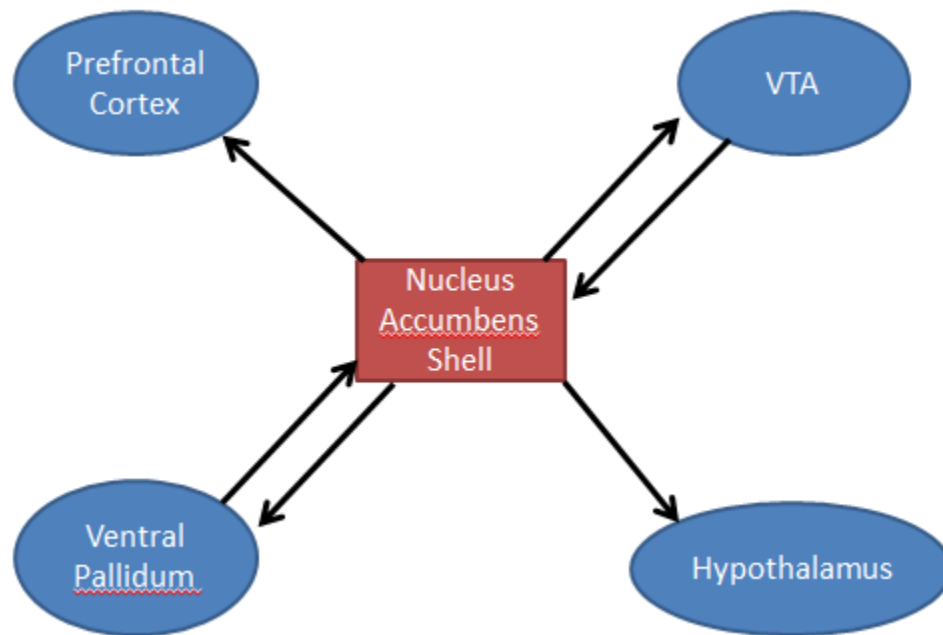 Prefrontal
Cortex
VTA
Nucleus
Accumbens
Shell
Ventral
Pallidum
Hypothalamus